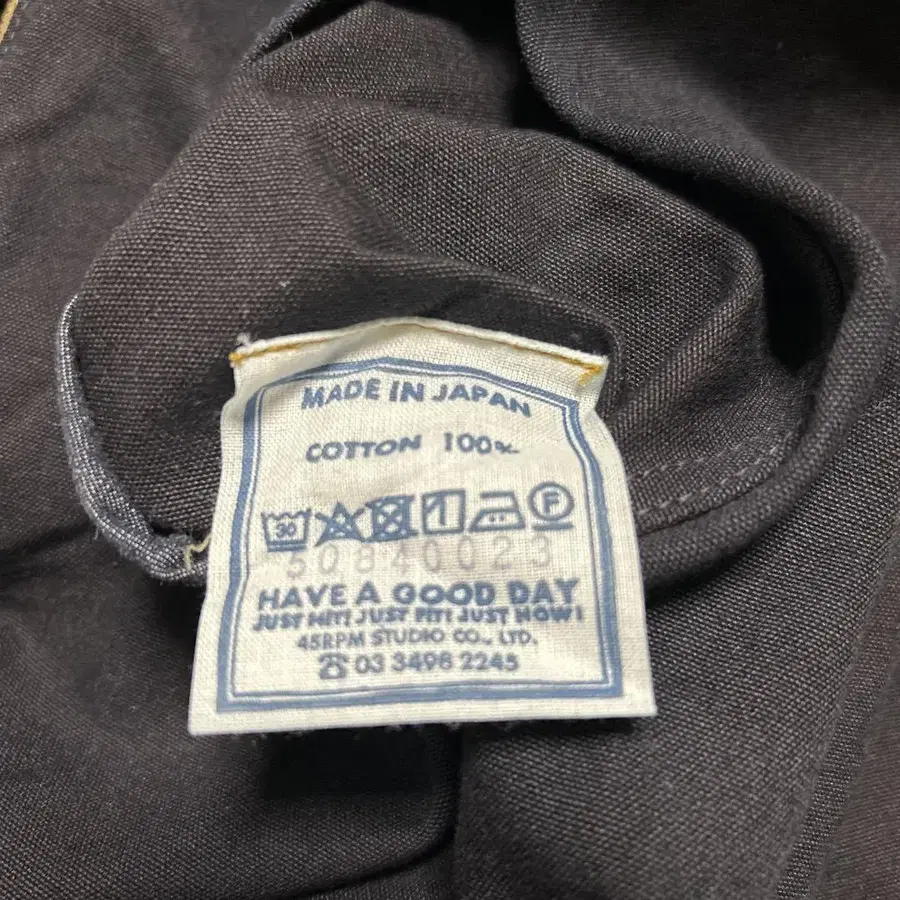 MADE IN JAPAN
COTTON 100%
30 F
50840023
HAVE A GOOD DAY
JUST HIT! JUST FIT! JUST NOW!
45RPM STUDIO CO., LTD.
☎ 03 3498 2245